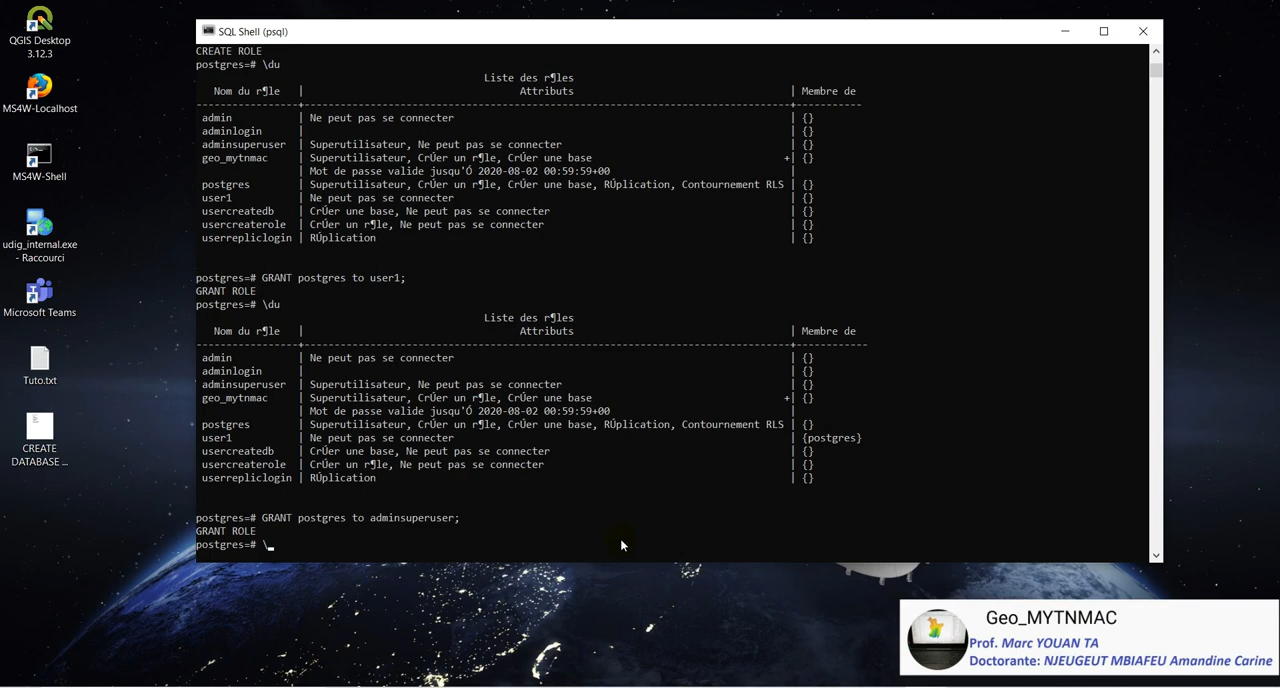 QGIS Desktop
3.12.3
MS4W-Localhost
MS4W-Shell
udig_internal.exe
- Raccourci
Microsoft Teams
Tuto.txt
CREATE
DATABASE ...
SQL Shell (psql)
CREATE ROLE
postgres=# \du
Liste des r¶les
Nom du r¶le | Attributs | Membre de
----------------+------------------------------------------------------------------------+-----------
admin | Ne peut pas se connecter | {}
adminlogin | | {}
adminsuperuser | Superutilisateur, Ne peut pas se connecter | {}
geo_mytnmac | Superutilisateur, CrÚer un r¶le, CrÚer une base +| {}
| Mot de passe valide jusqu'Ó 2020-08-02 00:59:59+00 |
postgres | Superutilisateur, CrÚer un r¶le, CrÚer une base, RÚplication, Contournement RLS | {}
user1 | Ne peut pas se connecter | {}
usercreatedb | CrÚer une base, Ne peut pas se connecter | {}
usercreaterole | CrÚer un r¶le, Ne peut pas se connecter | {}
userrepliclogin | RÚplication | {}
postgres=# GRANT postgres to user1;
GRANT ROLE
postgres=# \du
Liste des r¶les
Nom du r¶le | Attributs | Membre de
----------------+------------------------------------------------------------------------+------------
admin | Ne peut pas se connecter | {}
adminlogin | | {}
adminsuperuser | Superutilisateur, Ne peut pas se connecter | {}
geo_mytnmac | Superutilisateur, CrÚer un r¶le, CrÚer une base +| {}
| Mot de passe valide jusqu'Ó 2020-08-02 00:59:59+00 |
postgres | Superutilisateur, CrÚer un r¶le, CrÚer une base, RÚplication, Contournement RLS | {}
user1 | Ne peut pas se connecter | {postgres}
usercreatedb | CrÚer une base, Ne peut pas se connecter | {}
usercreaterole | CrÚer un r¶le, Ne peut pas se connecter | {}
userrepliclogin | RÚplication | {}
postgres=# GRANT postgres to adminsuperuser;
GRANT ROLE
postgres=# \_
Geo_MYTNMAC
Prof. Marc YOUAN TA
Doctorante: NJEUGEUT MBIAFEU Amandine Carine